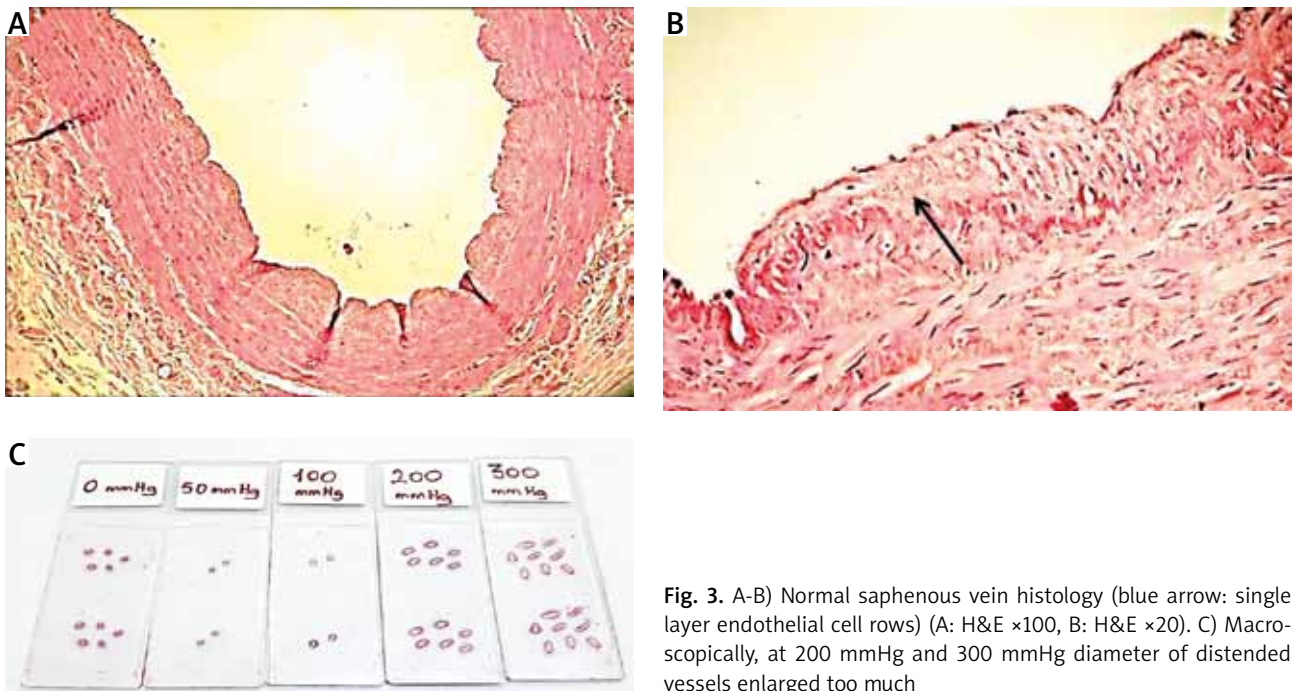 A
B
C
0 mmHg
50 mmHg
100
mmHg
200
mmHg
300
mmHg
Fig. 3. A-B) Normal saphenous vein histology (blue arrow: single
layer endothelial cell rows) (A: H&E ×100, B: H&E ×20). C) Macro-
scopically, at 200 mmHg and 300 mmHg diameter of distended
vessels enlarged too much